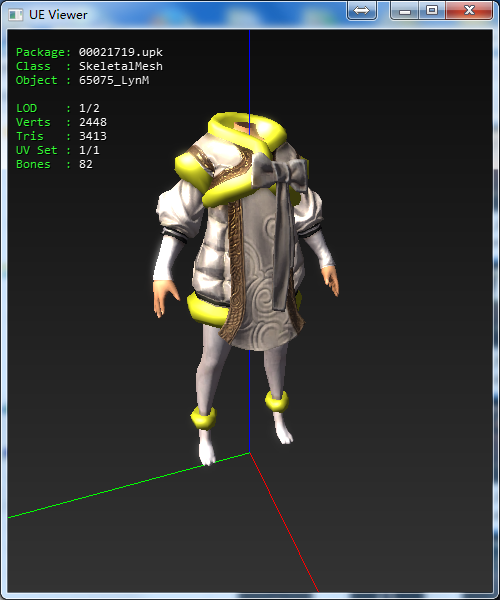 UE Viewer
Package: 00021719.upk
Class : SkeletalMesh
Object : 65075_LynM
LOD : 1/2
Verts : 2448
Tris : 3413
UV Set : 1/1
Bones : 82